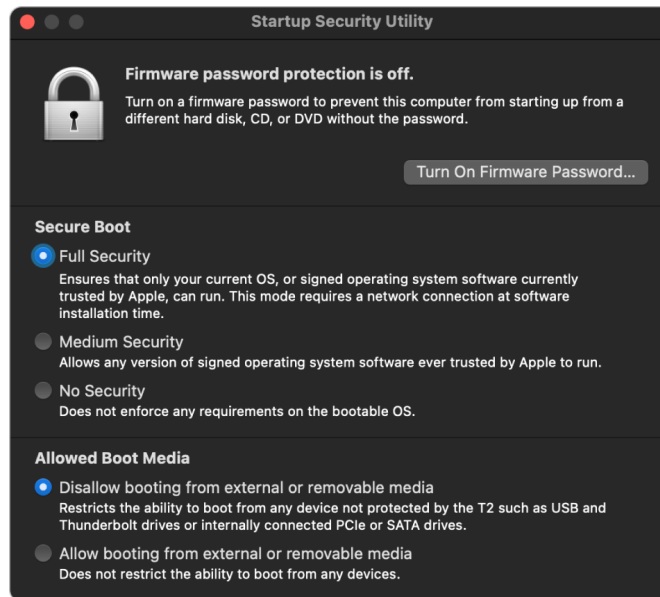 Startup Security Utility
Firmware password protection is off.
Turn on a firmware password to prevent this computer from starting up from a
different hard disk, CD, or DVD without the password.
Turn On Firmware Password...
Secure Boot
Full Security
Ensures that only your current OS, or signed operating system software currently
trusted by Apple, can run. This mode requires a network connection at software
installation time.
Medium Security
Allows any version of signed operating system software ever trusted by Apple to run.
No Security
Does not enforce any requirements on the bootable OS.
Allowed Boot Media
Disallow booting from external or removable media
Restricts the ability to boot from any device not protected by the T2 such as USB and
Thunderbolt drives or internally connected PCIe or SATA drives.
Allow booting from external or removable media
Does not restrict the ability to boot from any devices.